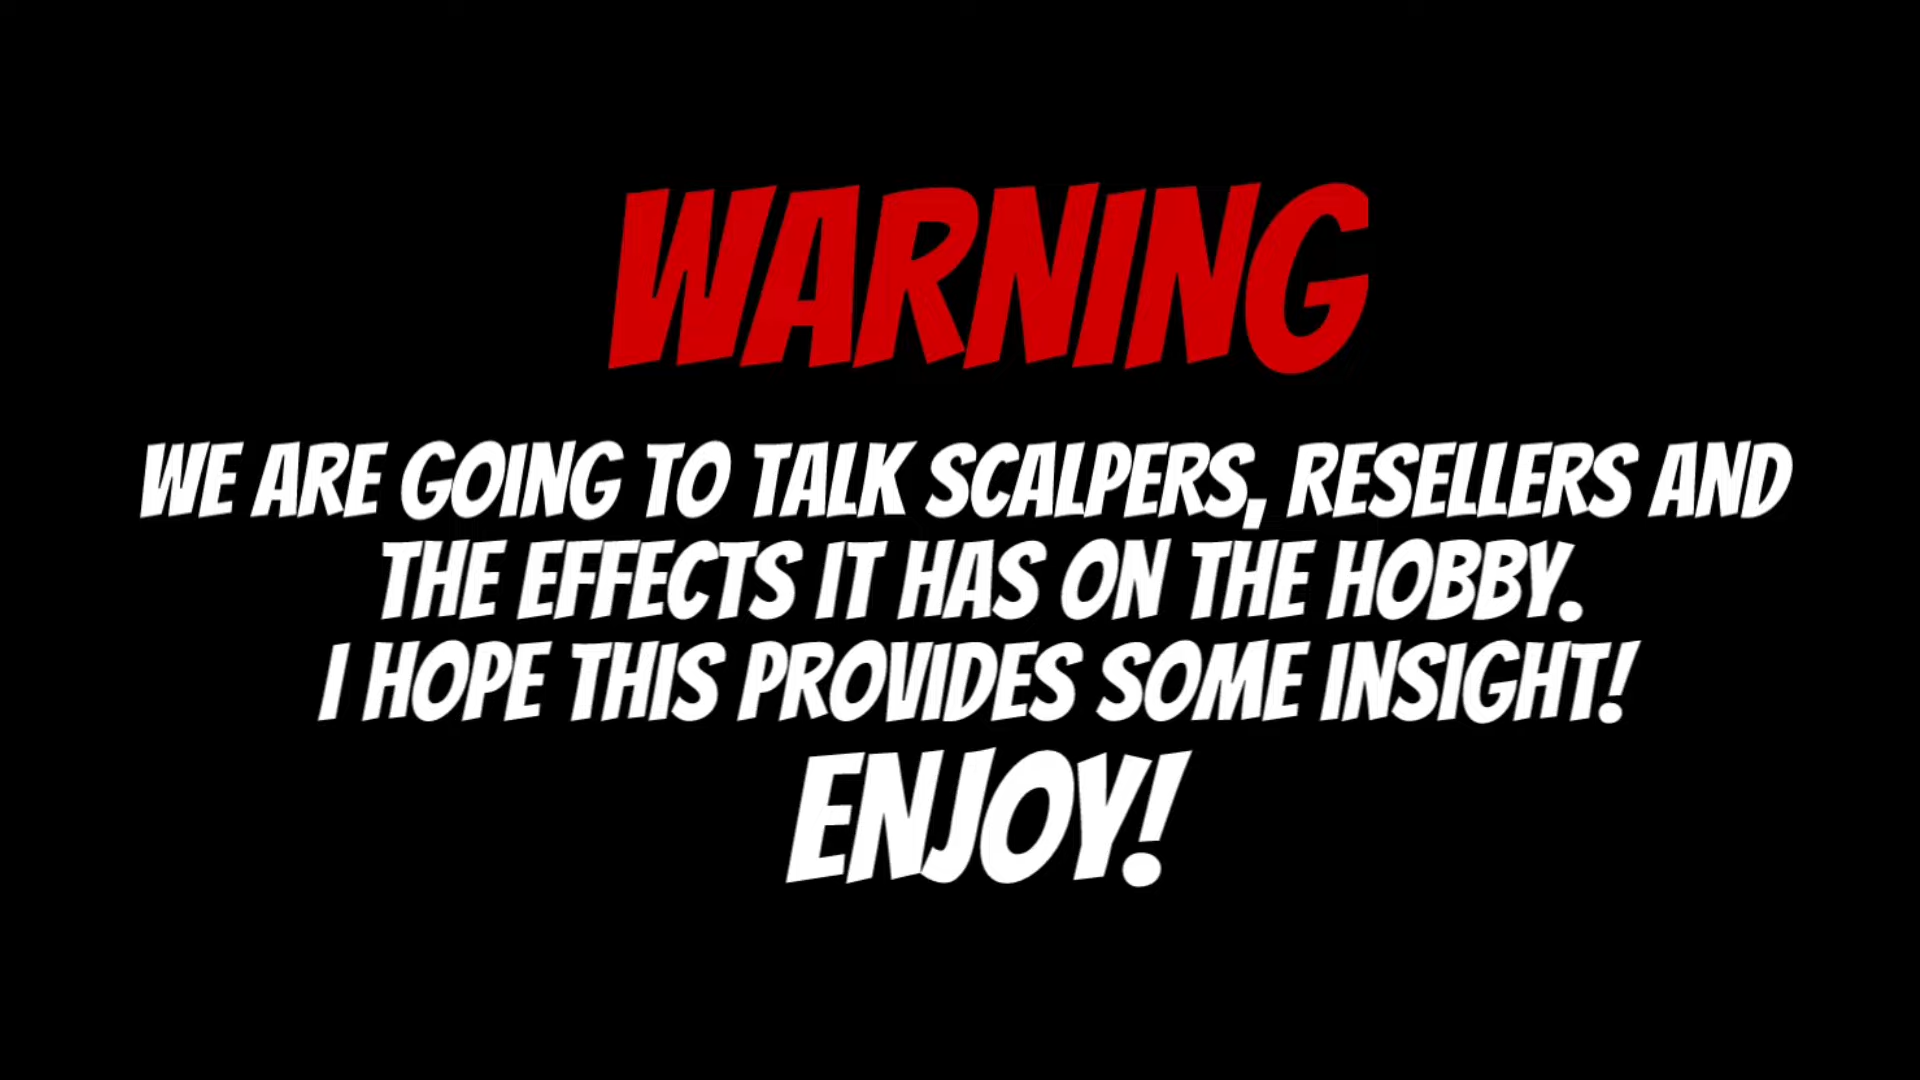 WARNING
WE ARE GOING TO TALK SCALPERS, RESELLERS AND
THE EFFECTS IT HAS ON THE HOBBY.
I HOPE THIS PROVIDES SOME INSIGHT!
ENJOY!